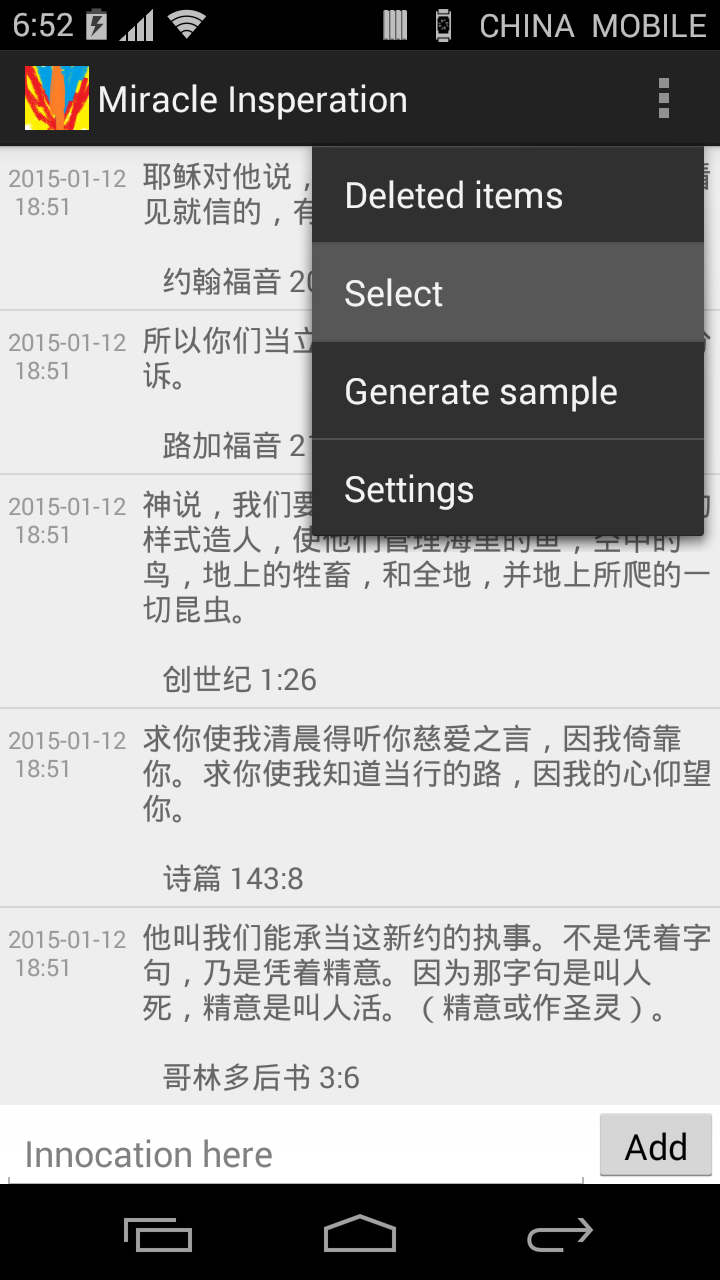 6:52
CHINA MOBILE
Miracle Insperation
Deleted items
Select
Generate sample
Settings
2015-01-12
18:51
耶稣对他说，
见就信的，有
约翰福音 20
2015-01-12
18:51
所以你们当立
诉。
路加福音 21
2015-01-12
18:51
神说，我们要
样式造人，使他们管理海里的鱼，空中的
鸟，地上的牲畜，和全地，并地上所爬的一
切昆虫。
创世纪 1:26
2015-01-12
18:51
求你使我清晨得听你慈爱之言，因我倚靠
你。求你使我知道当行的路，因我的心仰望
你。
诗篇 143:8
2015-01-12
18:51
他叫我们能承当这新约的执事。不是凭着字
句，乃是凭着精意。因为那字句是叫人
死，精意是叫人活。（精意或作圣灵）。
哥林多后书 3:6
Innocation here
Add